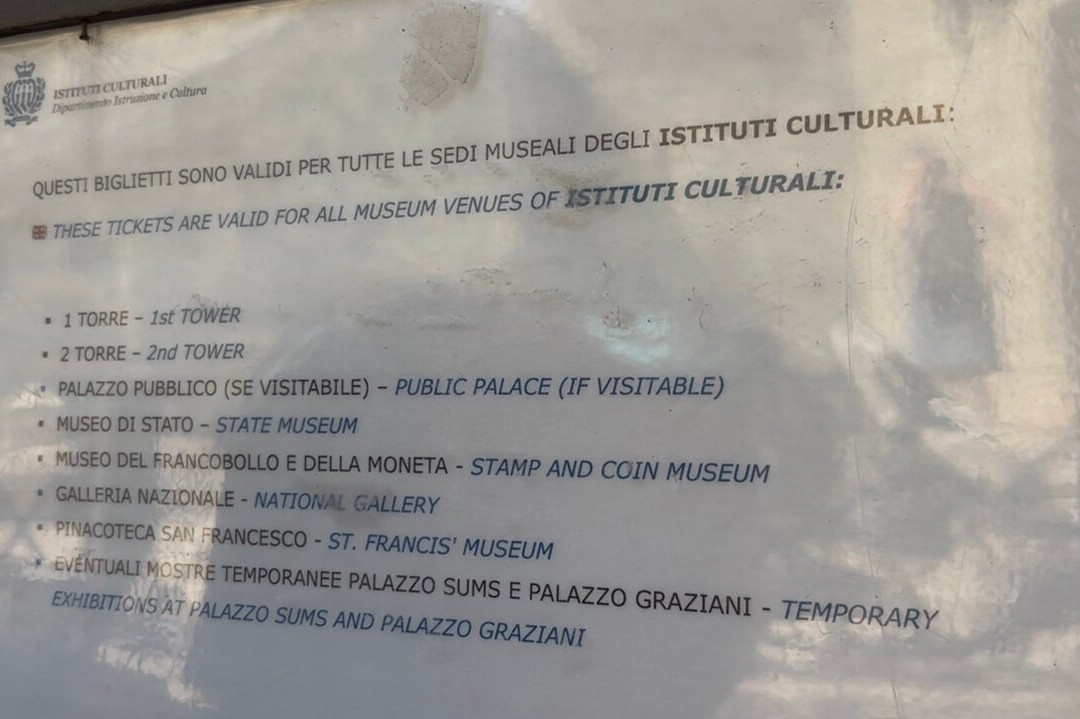 ISTITUTI CULTURALI
Dipartimento Istruzione e Cultura
QUESTI BIGLIETTI SONO VALIDI PER TUTTE LE SEDI MUSEALI DEGLI ISTITUTI CULTURALI:
THESE TICKETS ARE VALID FOR ALL MUSEUM VENUES OF ISTITUTI CULTURALI:
▪ 1 TORRE – 1st TOWER
▪ 2 TORRE – 2nd TOWER
▪ PALAZZO PUBBLICO (SE VISITABILE) – PUBLIC PALACE (IF VISITABLE)
▪ MUSEO DI STATO – STATE MUSEUM
▪ MUSEO DEL FRANCOBOLLO E DELLA MONETA - STAMP AND COIN MUSEUM
▪ GALLERIA NAZIONALE - NATIONAL GALLERY
▪ PINACOTECA SAN FRANCESCO - ST. FRANCIS' MUSEUM
▪ EVENTUALI MOSTRE TEMPORANEE PALAZZO SUMS E PALAZZO GRAZIANI - TEMPORARY
EXHIBITIONS AT PALAZZO SUMS AND PALAZZO GRAZIANI